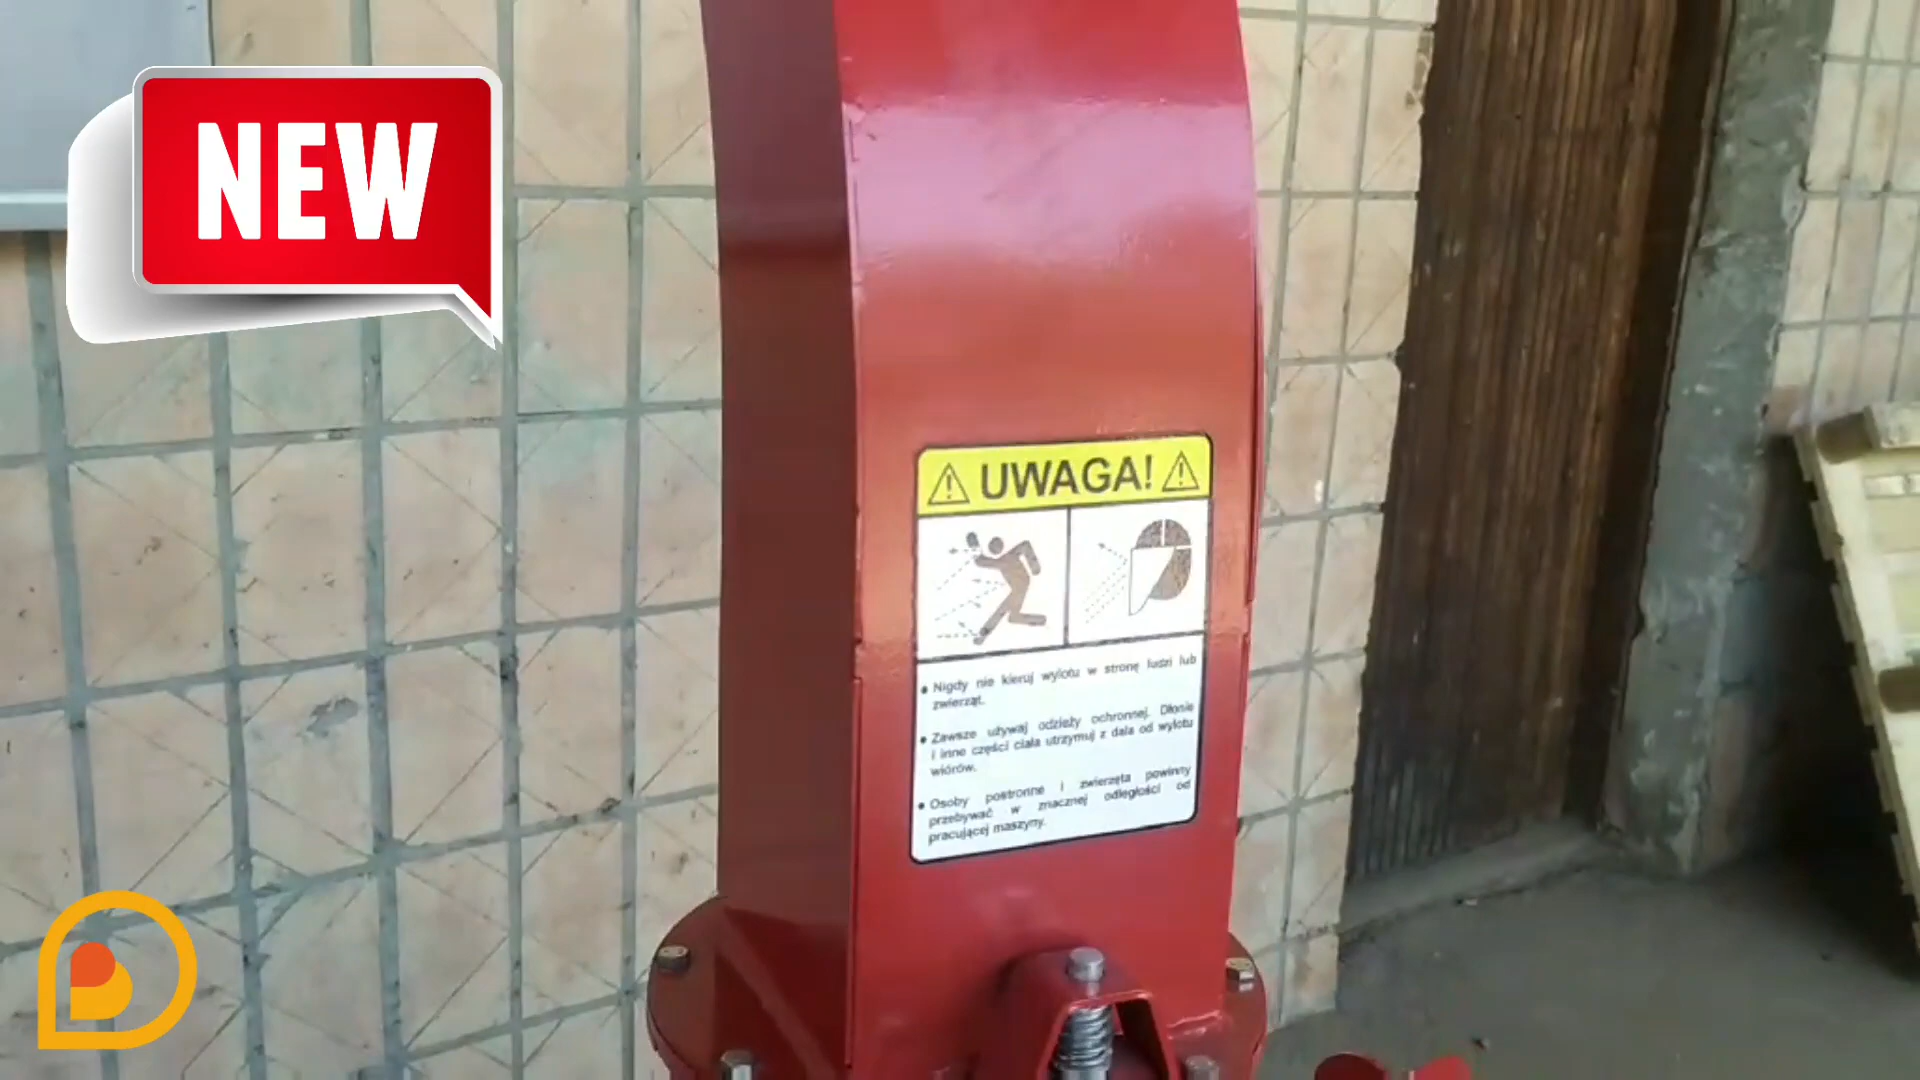 NEW
UWAGA!
Nigdy nie kieruj wylotu w stronę ludzi lub
zwierząt.
Zawsze używaj odzieży ochronnej. Dłonie
i inne części ciała utrzymuj z dala od wylotu
wiórów.
Osoby postronne i zwierzęta powinny
przebywać w znacznej odległości od
pracującej maszyny.